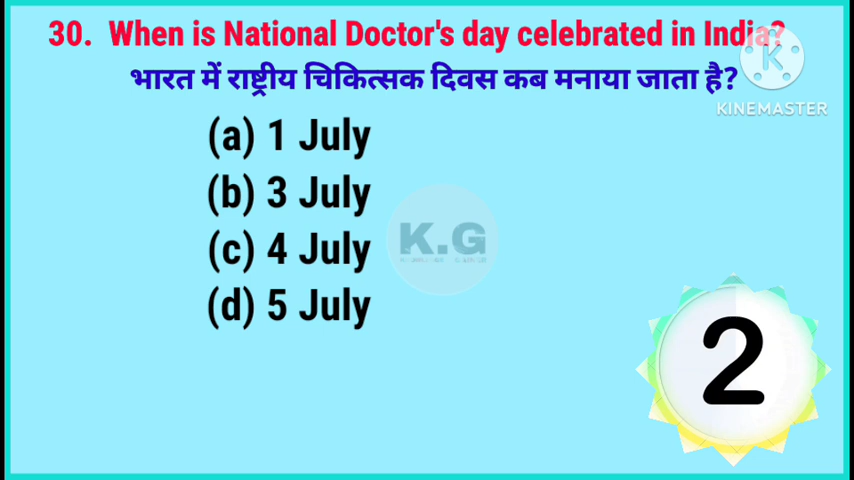 30. When is National Doctor's day celebrated in India?
भारत में राष्ट्रीय चिकित्सक दिवस कब मनाया जाता है?
KINEMASTER
(a) 1 July
(b) 3 July
(c) 4 July
(d) 5 July
K.G
2